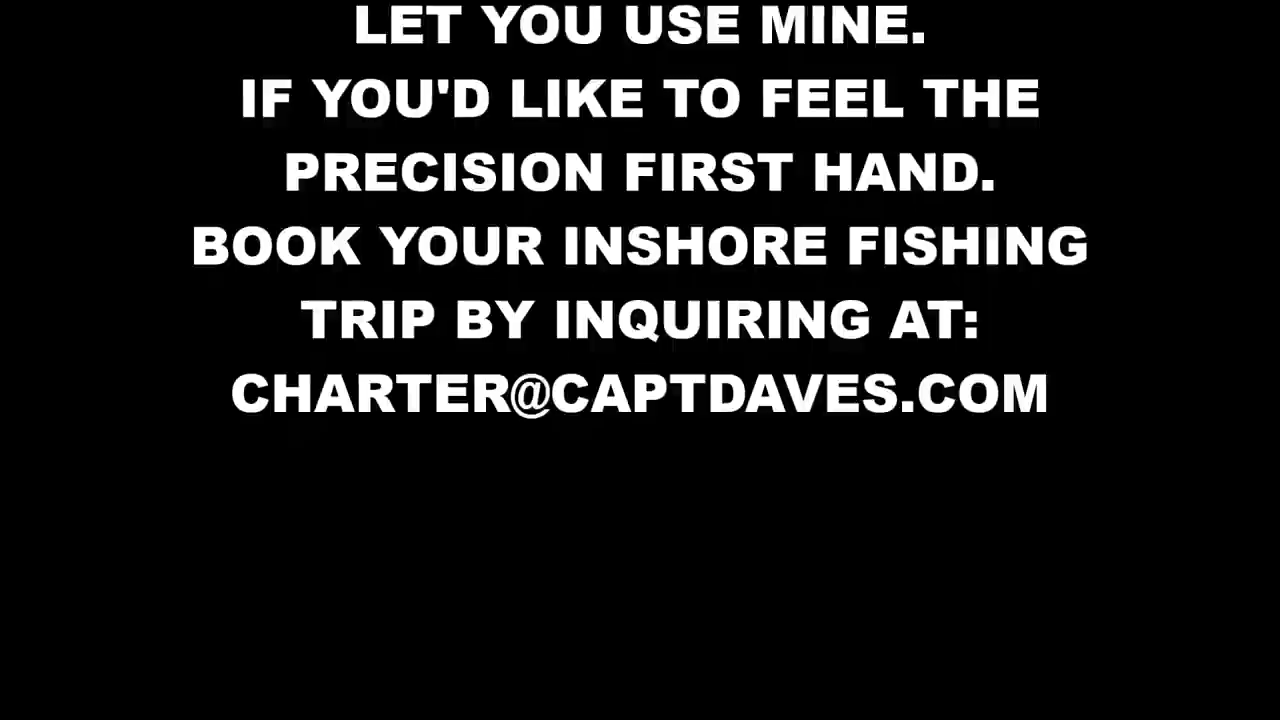 LET YOU USE MINE.
IF YOU'D LIKE TO FEEL THE
PRECISION FIRST HAND.
BOOK YOUR INSHORE FISHING
TRIP BY INQUIRING AT:
CHARTER@CAPTDAVES.COM